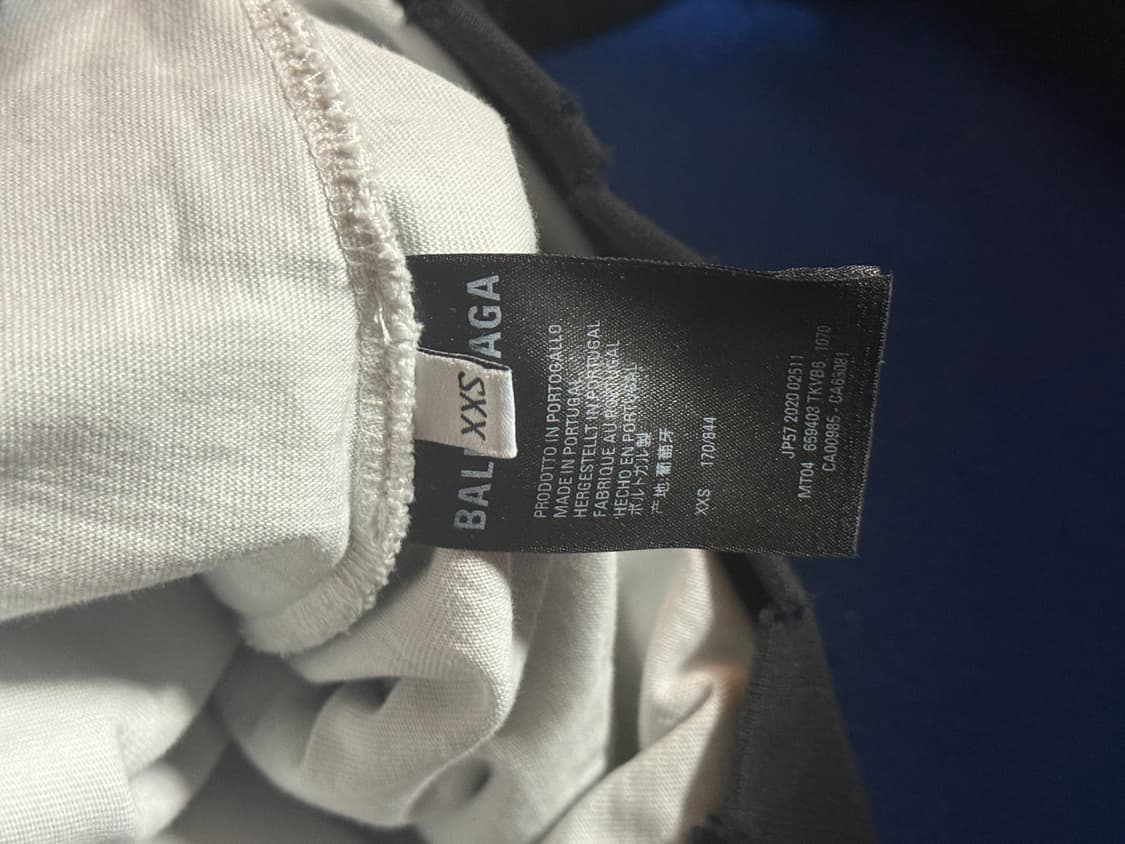 BAL AGA
XXS
PRODOTTO IN PORTOGALLO
MADE IN PORTUGAL
HERGESTELLT IN PORTUGAL
FABRIQUE AU PORTUGAL
HECHO EN PORTUGAL
ポルトガル製
产地:葡萄牙
XXS 170/844
JP57 2020 02511
MT04 659403 TKVB6 1070
CA00985 - CA65081